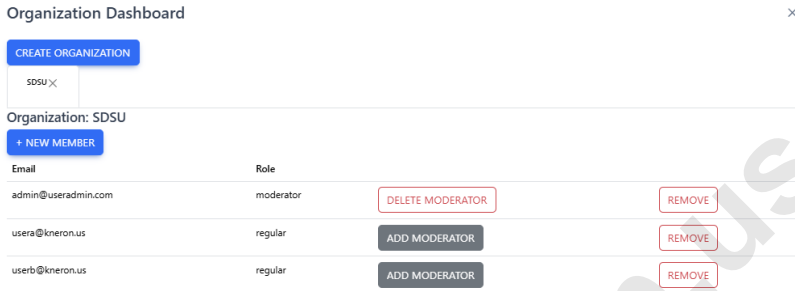 Organization Dashboard ×
CREATE ORGANIZATION
SDSU ×
Organization: SDSU
+ NEW MEMBER
Email Role
admin@useradmin.com moderator DELETE MODERATOR REMOVE
usera@kneron.us regular ADD MODERATOR REMOVE
userb@kneron.us regular ADD MODERATOR REMOVE